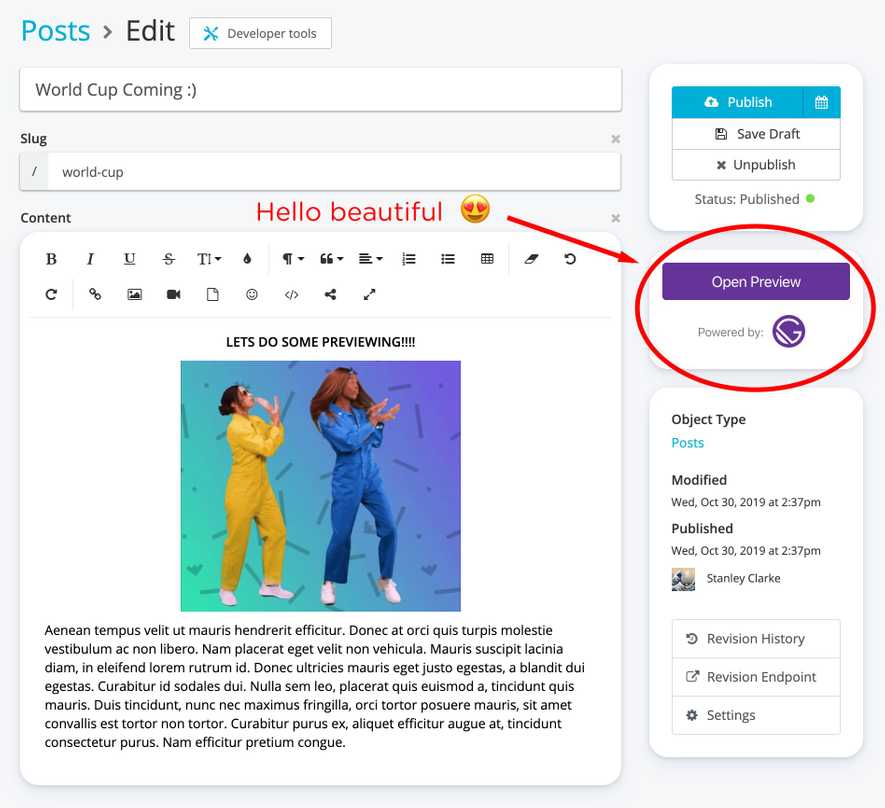 Posts > Edit
Developer tools
World Cup Coming :)
Slug
/ world-cup
Content
Hello beautiful 😍
B I U S T
LETS DO SOME PREVIEWING!!!!
Aenean tempus velit ut mauris hendrerit efficitur. Donec at orci quis turpis molestie
vestibulum ac non libero. Nam placerat eget velit non vehicula. Mauris suscipit lacinia
diam, in eleifend lorem rutrum id. Donec ultricies mauris eget justo egestas, a blandit dui
egestas. Curabitur id sodales dui. Nulla sem leo, placerat quis euismod a, tincidunt quis
mauris. Duis tincidunt, nunc nec maximus fringilla, orci tortor posuere mauris, sit amet
convallis est tortor non tortor. Curabitur purus ex, aliquet efficitur augue at, tincidunt
consectetur purus. Nam efficitur pretium congue.
Publish
Save Draft
Unpublish
Status: Published
Open Preview
Powered by:
Object Type
Posts
Modified
Wed, Oct 30, 2019 at 2:37pm
Published
Wed, Oct 30, 2019 at 2:37pm
Stanley Clarke
Revision History
Revision Endpoint
Settings